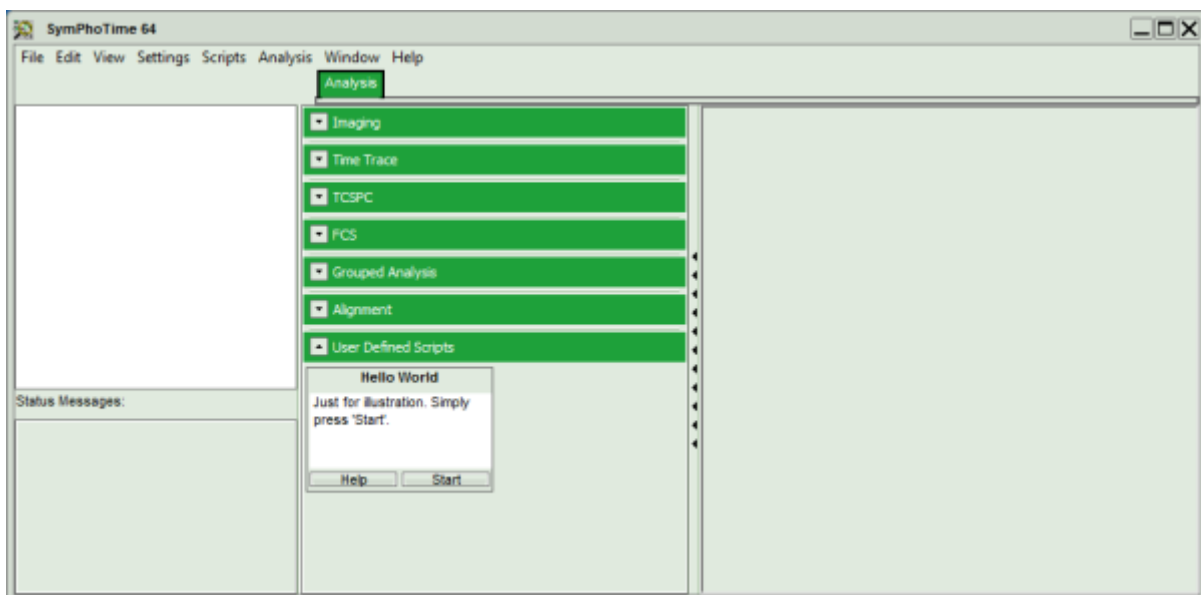 SymPhoTime 64
File Edit View Settings Scripts Analysis Window Help
Analysis
Imaging
Time Trace
TCSPC
FCS
Grouped Analysis
Alignment
User Defined Scripts
Hello World
Just for illustration. Simply
press 'Start'.
Help Start
Status Messages: